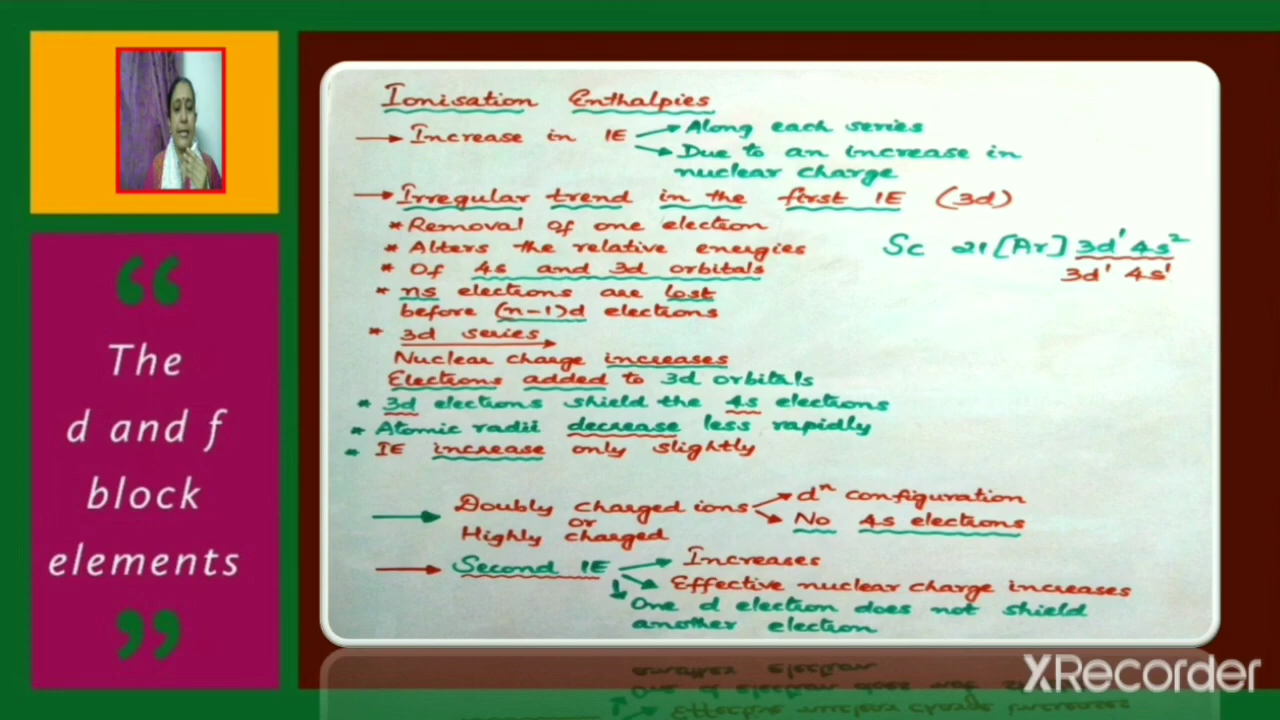 “
The
d and f
block
elements
”
Ionisation Enthalpies
→ Increase in IE → Along each series
→ Due to an increase in
nuclear charge
→ Irregular trend in the first IE (3d)
* Removal of one electron
* Alters the relative energies
* Of 4s and 3d orbitals
* ns electrons are lost
before (n-1)d electrons
* 3d series
Nuclear charge increases
Electrons added to 3d orbitals
* 3d electrons shield the 4s electrons
* Atomic radii decrease less rapidly
* IE increase only slightly
Sc 21 [Ar] 3d¹ 4s²
3d¹ 4s¹
→ Doubly charged ions → dⁿ configuration
or → No 4s electrons
Highly charged
→ Second IE → Increases
→ Effective nuclear charge increases
↓ One d electron does not shield
another electron
XRecorder